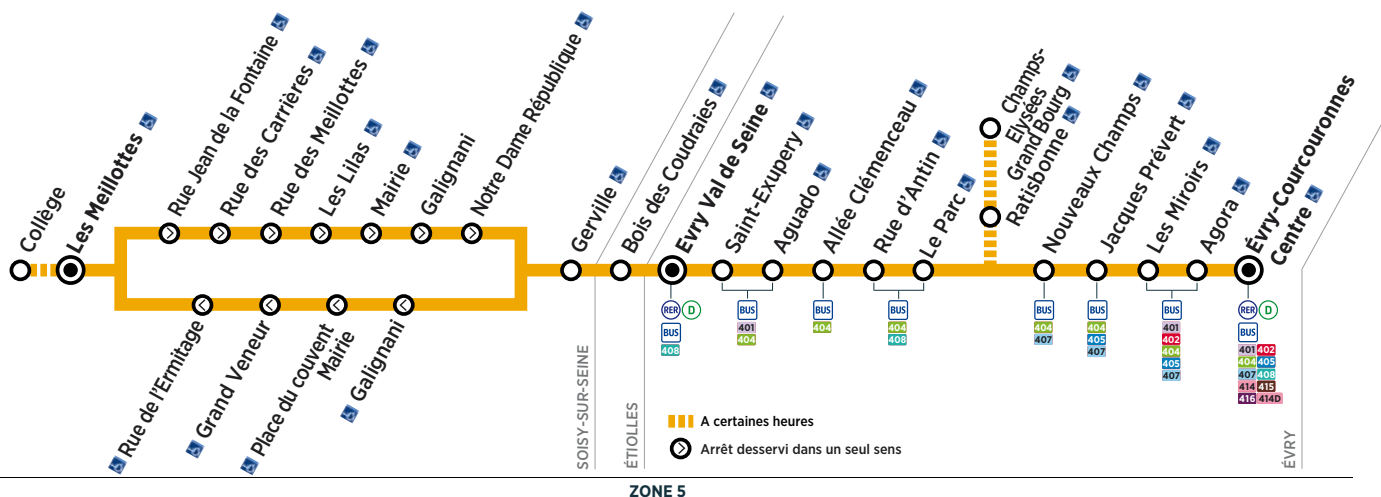 Collège
Les Meillottes
Rue Jean de la Fontaine
Rue des Carrières
Rue des Meillottes
Les Lilas
Mairie
Galignani
Notre Dame République
Rue de l'Ermitage
Grand Veneur
Place du couvent
Mairie
Galignani
Gerville
Bois des Coudraies
Evry Val de Seine
Saint-Exupery
Aguado
Allée Clémenceau
Rue d'Antin
Le Parc
Champs-
Elysées
Grand Bourg
Ratisbonne
Nouveaux Champs
Jacques Prévert
Les Miroirs
Agora
Évry-Courcouronnes
Centre
RER D
BUS
408
BUS
401
404
BUS
404
BUS
404
408
BUS
404
407
BUS
404
405
407
BUS
401
402
404
405
407
RER D
BUS
401 402
404 405
407 408
414 415
416 414D
SOISY-SUR-SEINE
ÉTIOLLES
ÉVRY
A certaines heures
Arrêt desservi dans un seul sens
ZONE 5